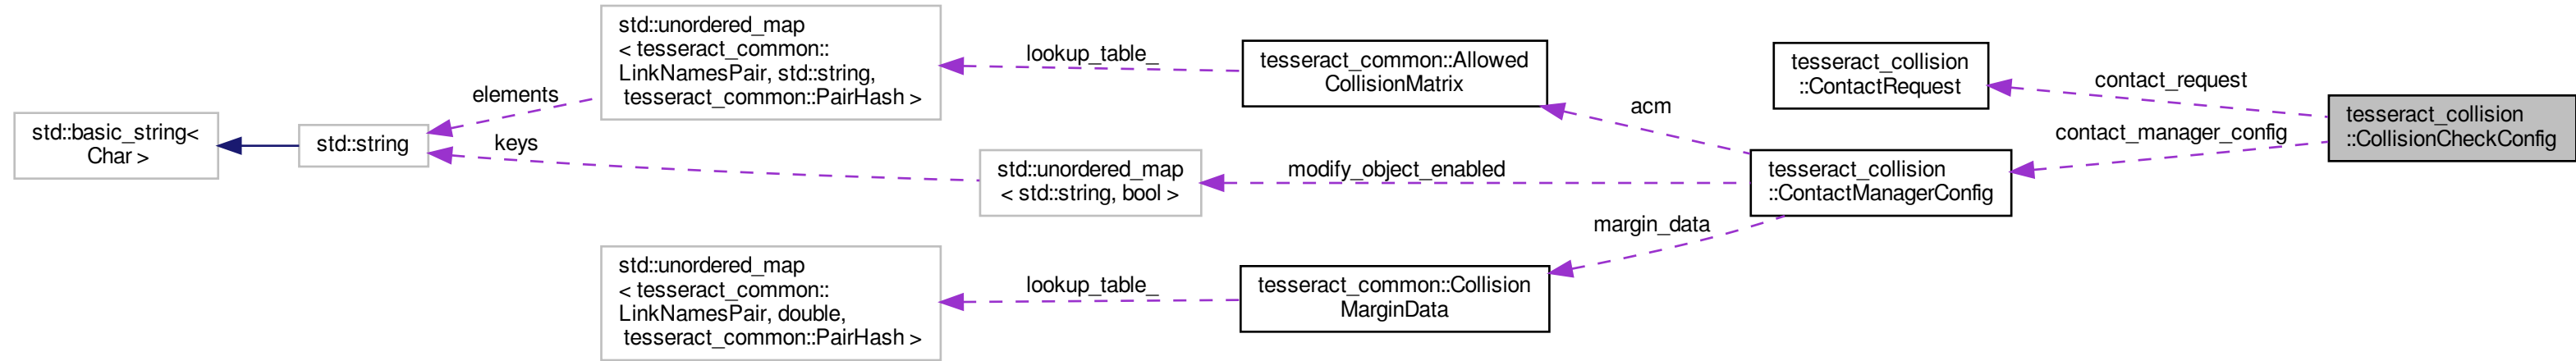 std::unordered_map
< tesseract_common::
LinkNamesPair, std::string,
tesseract_common::PairHash >
lookup_table_
tesseract_common::Allowed
CollisionMatrix
tesseract_collision
::ContactRequest
contact_request
elements
acm
tesseract_collision
::CollisionCheckConfig
std::basic_string<
Char >
std::string
keys
contact_manager_config
std::unordered_map
< std::string, bool >
modify_object_enabled
tesseract_collision
::ContactManagerConfig
margin_data
std::unordered_map
< tesseract_common::
LinkNamesPair, double,
tesseract_common::PairHash >
lookup_table_
tesseract_common::Collision
MarginData